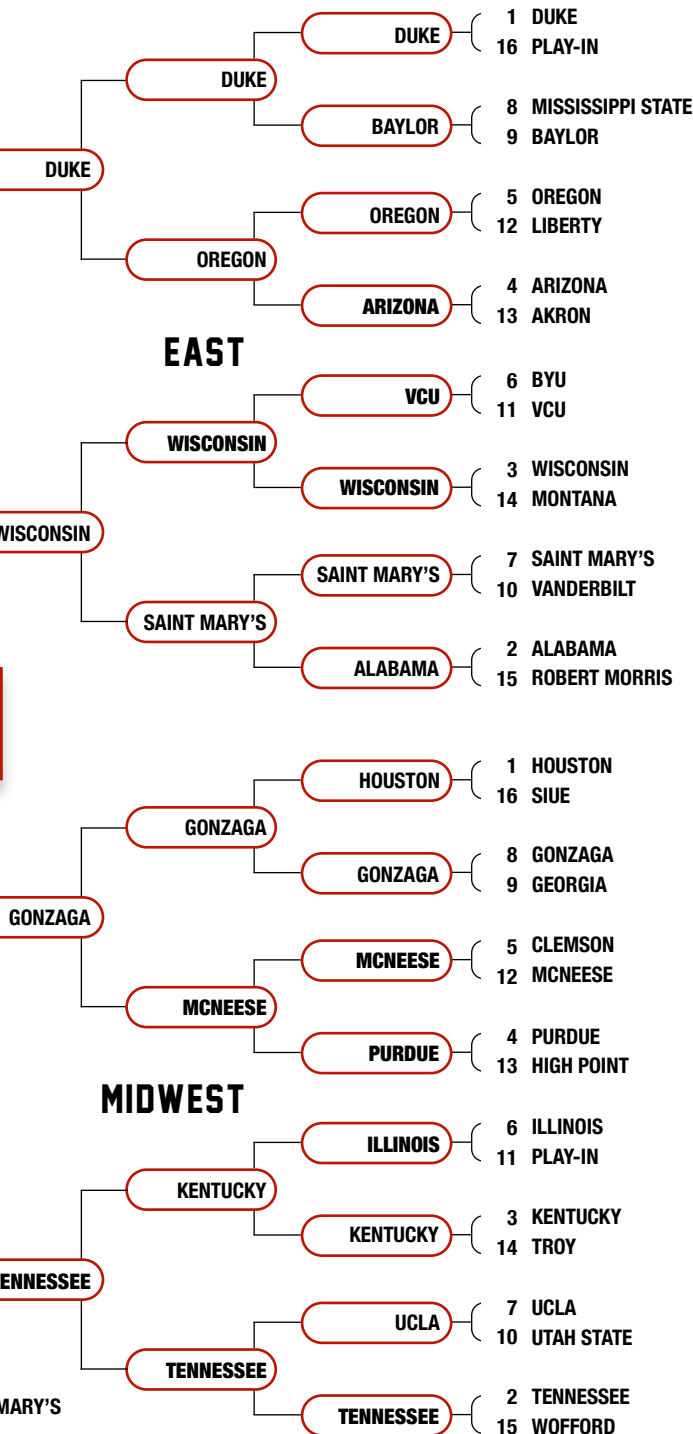 DUKE
1 DUKE
16 PLAY-IN
DUKE
BAYLOR
8 MISSISSIPPI STATE
9 BAYLOR
DUKE
OREGON
5 OREGON
12 LIBERTY
OREGON
ARIZONA
4 ARIZONA
13 AKRON
EAST
VCU
6 BYU
11 VCU
WISCONSIN
WISCONSIN
3 WISCONSIN
14 MONTANA
WISCONSIN
SAINT MARY'S
7 SAINT MARY'S
10 VANDERBILT
SAINT MARY'S
ALABAMA
2 ALABAMA
15 ROBERT MORRIS
HOUSTON
1 HOUSTON
16 SIUE
GONZAGA
GONZAGA
8 GONZAGA
9 GEORGIA
GONZAGA
MCNEESE
5 CLEMSON
12 MCNEESE
MCNEESE
PURDUE
4 PURDUE
13 HIGH POINT
MIDWEST
ILLINOIS
6 ILLINOIS
11 PLAY-IN
KENTUCKY
KENTUCKY
3 KENTUCKY
14 TROY
ENNESSEE
UCLA
7 UCLA
10 UTAH STATE
TENNESSEE
TENNESSEE
2 TENNESSEE
15 WOFFORD
MARY'S